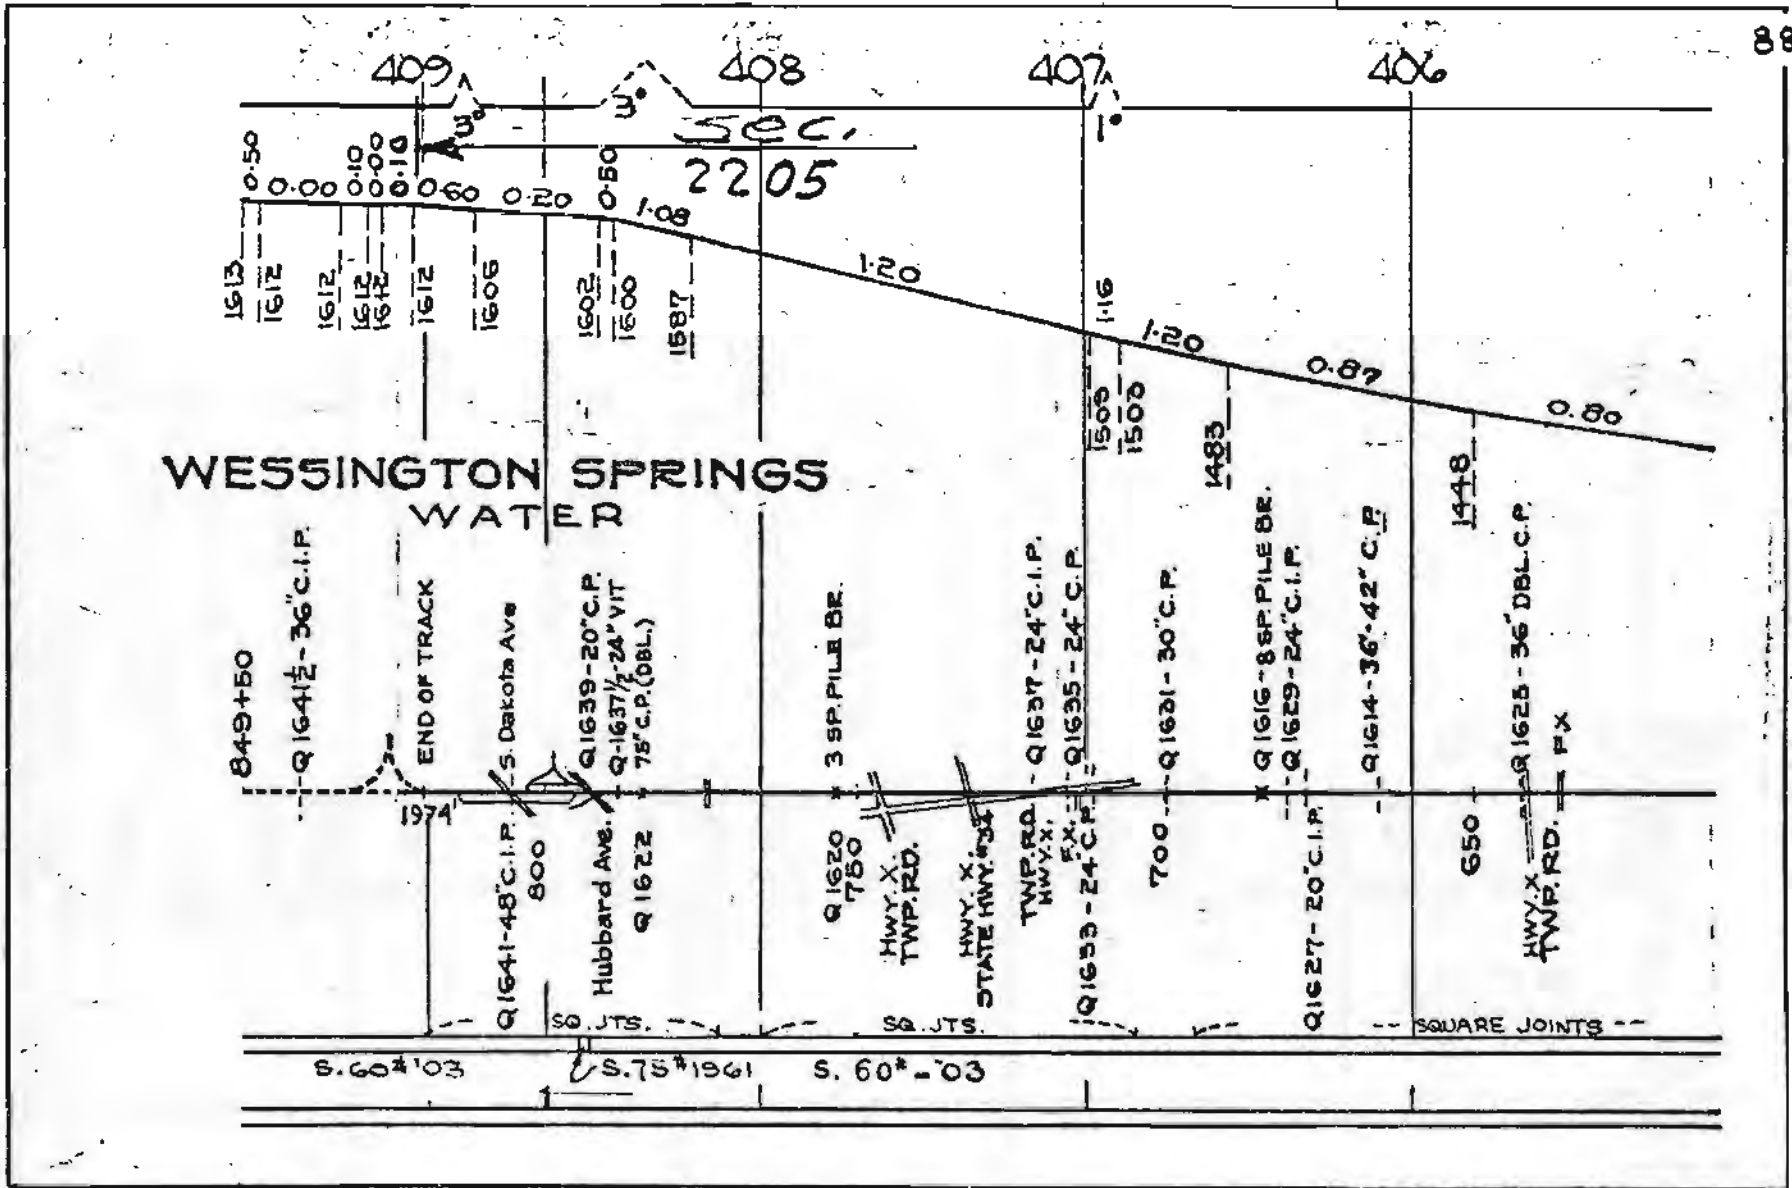 88
409
408
407
406
3°
3°
1°
Sec.
2205
0.50
0.00
0.10
0.00
0.10
0.60
0.20
0.50
1.08
1.20
1.16
1.20
0.87
0.80
1613
1612
1612
1612
1612
1612
1606
1602
1600
1587
1509
1500
1483
1448
WESSINGTON SPRINGS
WATER
849+50
Q1641½-36"C.I.P.
END OF TRACK
S. Dakota Ave
Q1639-20"C.P.
Q-1637½-24" VIT
75' C.P.(DBL.)
3 SP. PILE BR.
Q1637-24"C.I.P.
Q1635-24" C.P.
Q1631-30"C.P.
Q1616-8 SP. PILE BR.
Q1629-24"C.I.P.
Q1614-36"-42" C.P.
Q1625-36" DBL.C.P.
P.X
1974'
Q1641-48"C.I.P.
800
Hubbard Ave.
Q1622
Q1620
750
HWY. X.
TWP. RD.
HWY. X.
STATE HWY. #34
TWP. RD.
HWY. X.
F.X.
Q1633-24"C.P.
700
Q1627-20"C.I.P.
650
HWY. X
TWP. RD.
SQ. JTS.
SQ. JTS.
SQUARE JOINTS
S. 60# '03
S. 75# 1961
S. 60# - '03